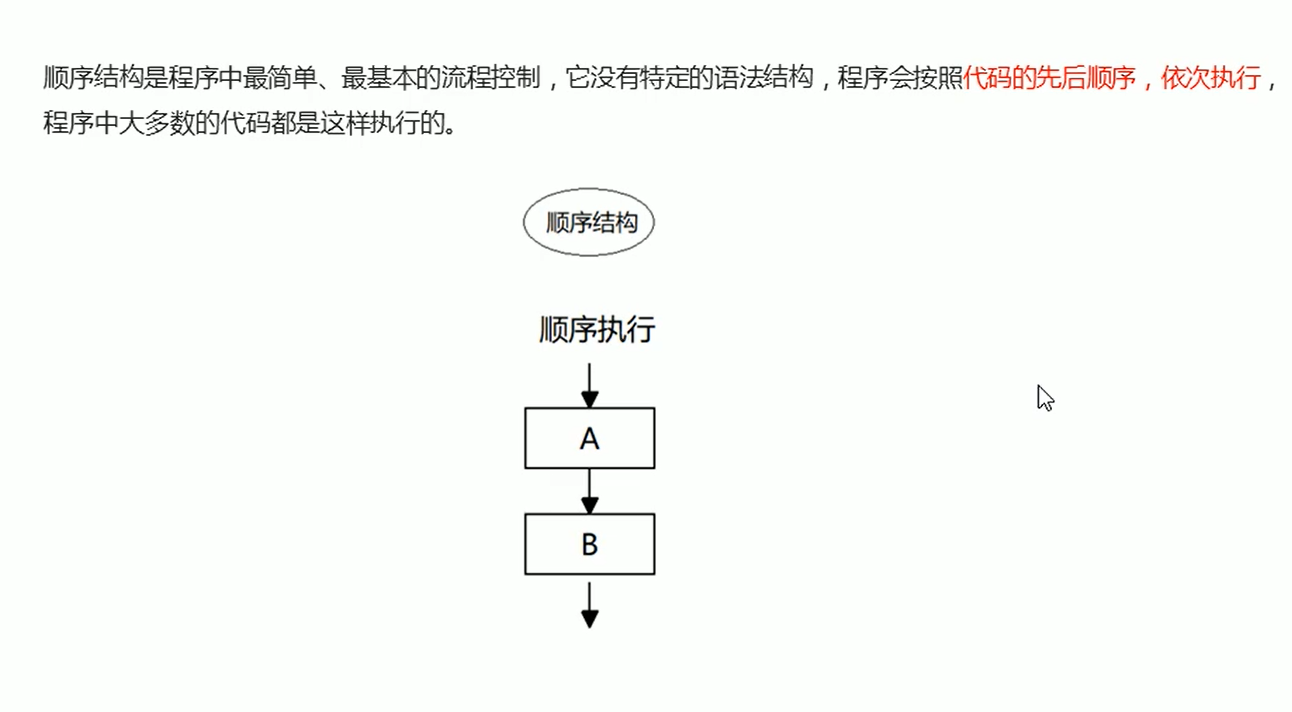 顺序结构是程序中最简单、最基本的流程控制，它没有特定的语法结构，程序会按照代码的先后顺序，依次执行，
程序中大多数的代码都是这样执行的。
顺序结构
顺序执行
A
B